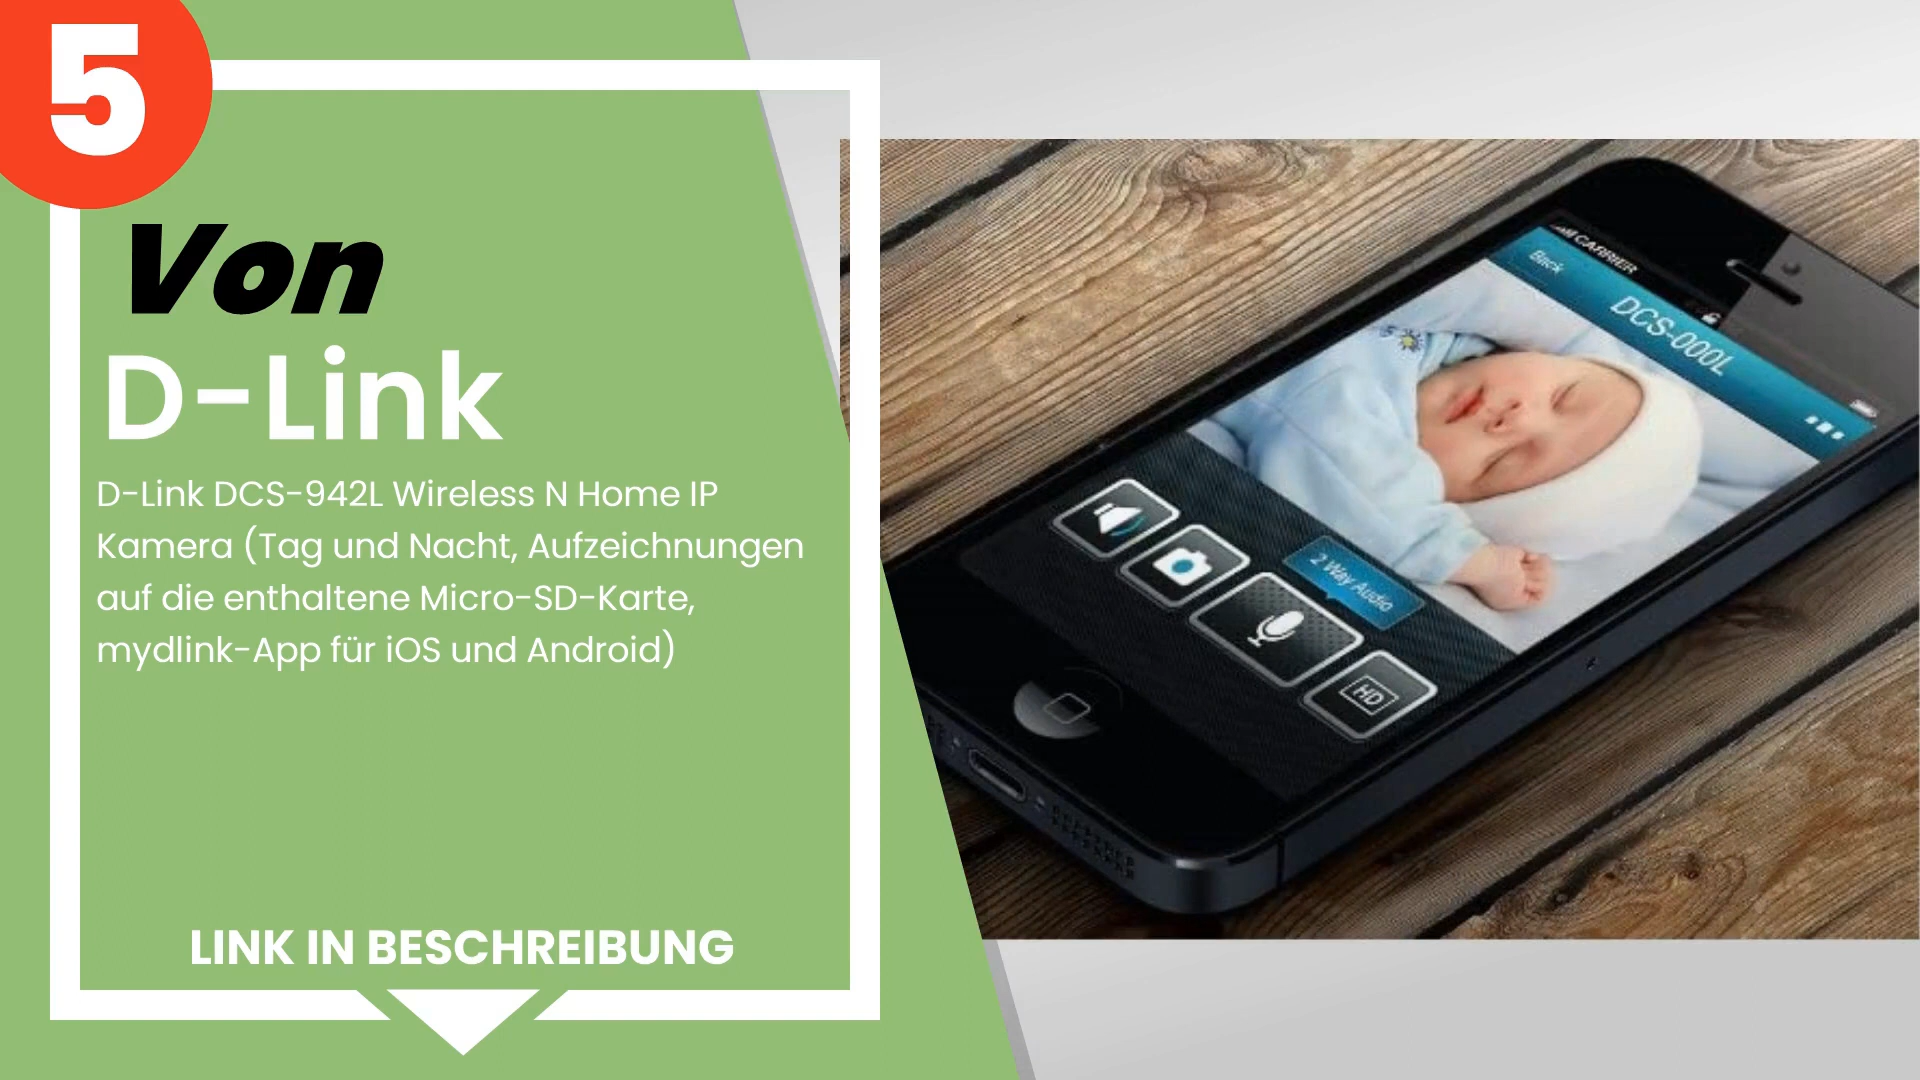 5
Von
D-Link
D-Link DCS-942L Wireless N Home IP
Kamera (Tag und Nacht, Aufzeichnungen
auf die enthaltene Micro-SD-Karte,
mydlink-App für iOS und Android)
LINK IN BESCHREIBUNG
CARRIER
Back
DCS-000L
2 Way Audio
HD